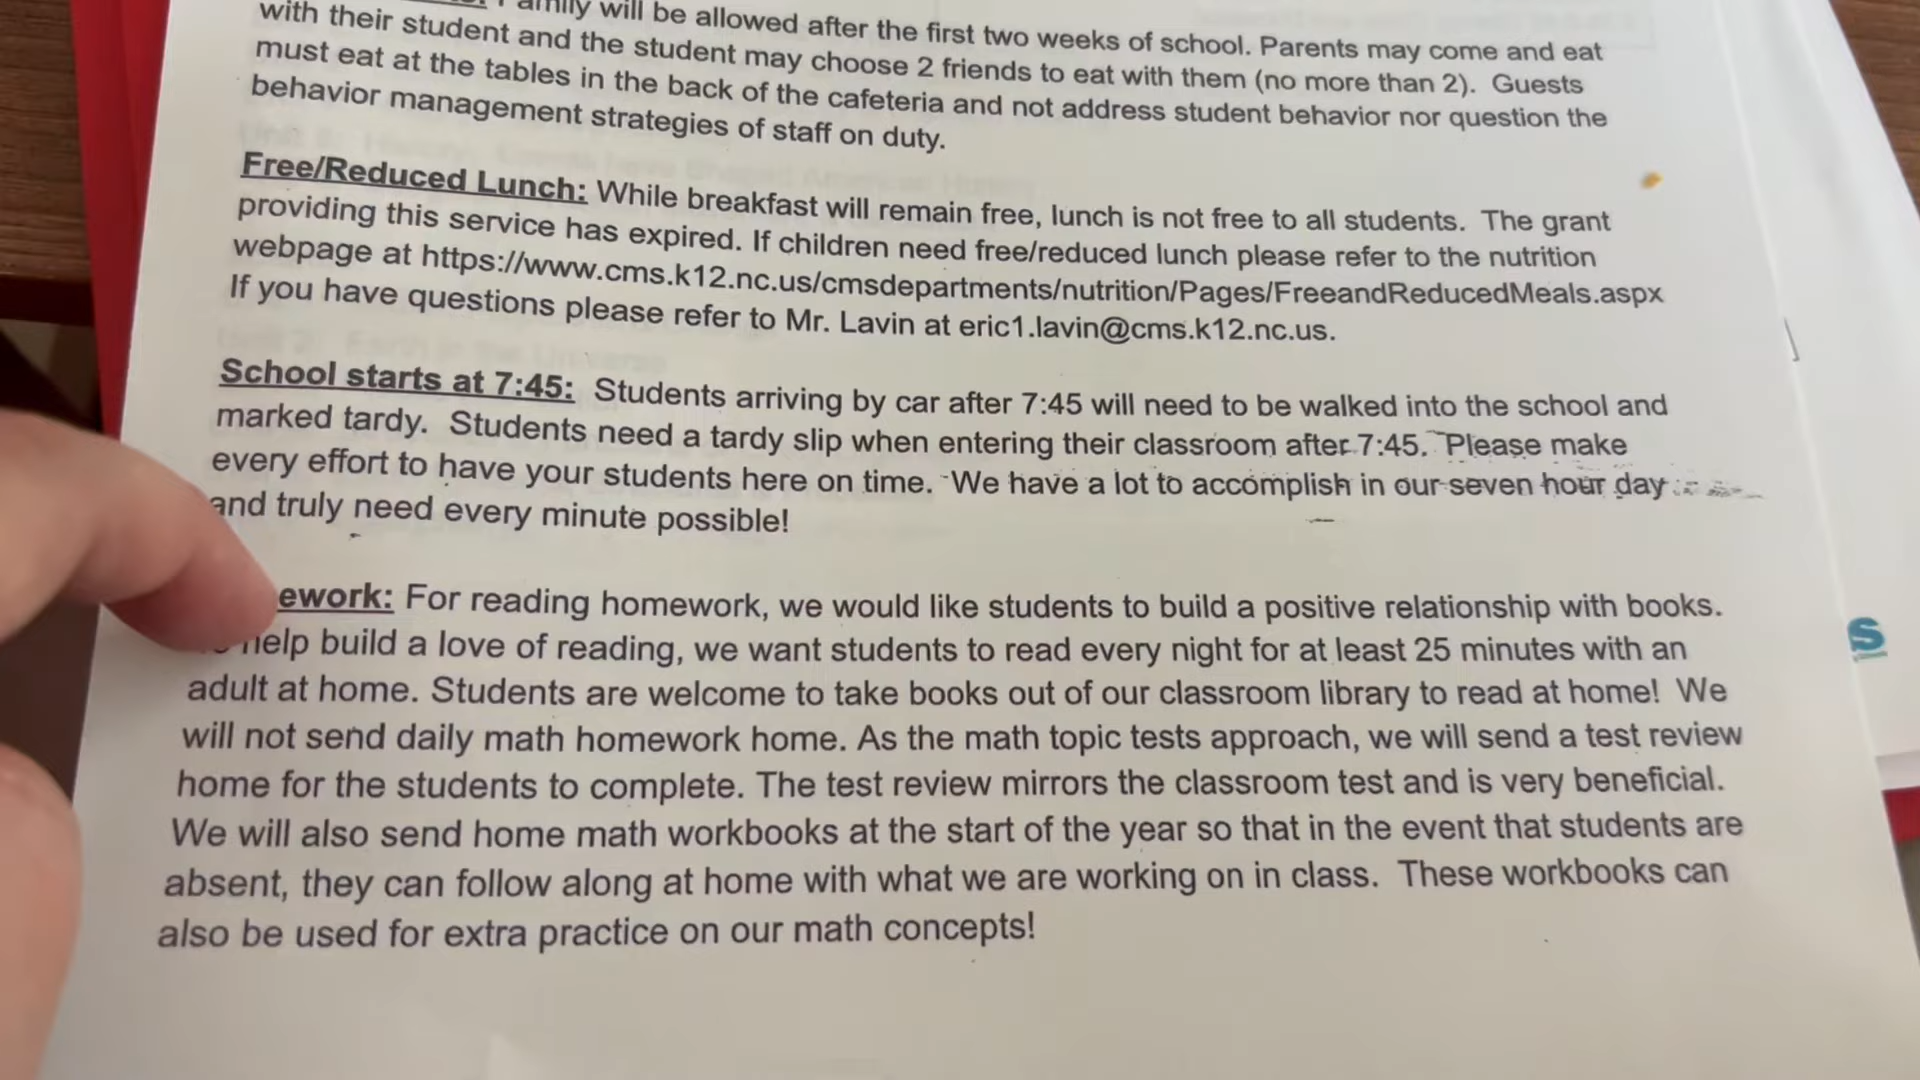 Family will be allowed after the first two weeks of school. Parents may come and eat
with their student and the student may choose 2 friends to eat with them (no more than 2). Guests
must eat at the tables in the back of the cafeteria and not address student behavior nor question the
behavior management strategies of staff on duty.
Free/Reduced Lunch: While breakfast will remain free, lunch is not free to all students. The grant
providing this service has expired. If children need free/reduced lunch please refer to the nutrition
webpage at https://www.cms.k12.nc.us/cmsdepartments/nutrition/Pages/FreeandReducedMeals.aspx
If you have questions please refer to Mr. Lavin at eric1.lavin@cms.k12.nc.us.
School starts at 7:45: Students arriving by car after 7:45 will need to be walked into the school and
marked tardy. Students need a tardy slip when entering their classroom after 7:45. Please make
every effort to have your students here on time. We have a lot to accomplish in our seven hour day
and truly need every minute possible!
ework: For reading homework, we would like students to build a positive relationship with books.
help build a love of reading, we want students to read every night for at least 25 minutes with an
adult at home. Students are welcome to take books out of our classroom library to read at home! We
will not send daily math homework home. As the math topic tests approach, we will send a test review
home for the students to complete. The test review mirrors the classroom test and is very beneficial.
We will also send home math workbooks at the start of the year so that in the event that students are
absent, they can follow along at home with what we are working on in class. These workbooks can
also be used for extra practice on our math concepts!
s